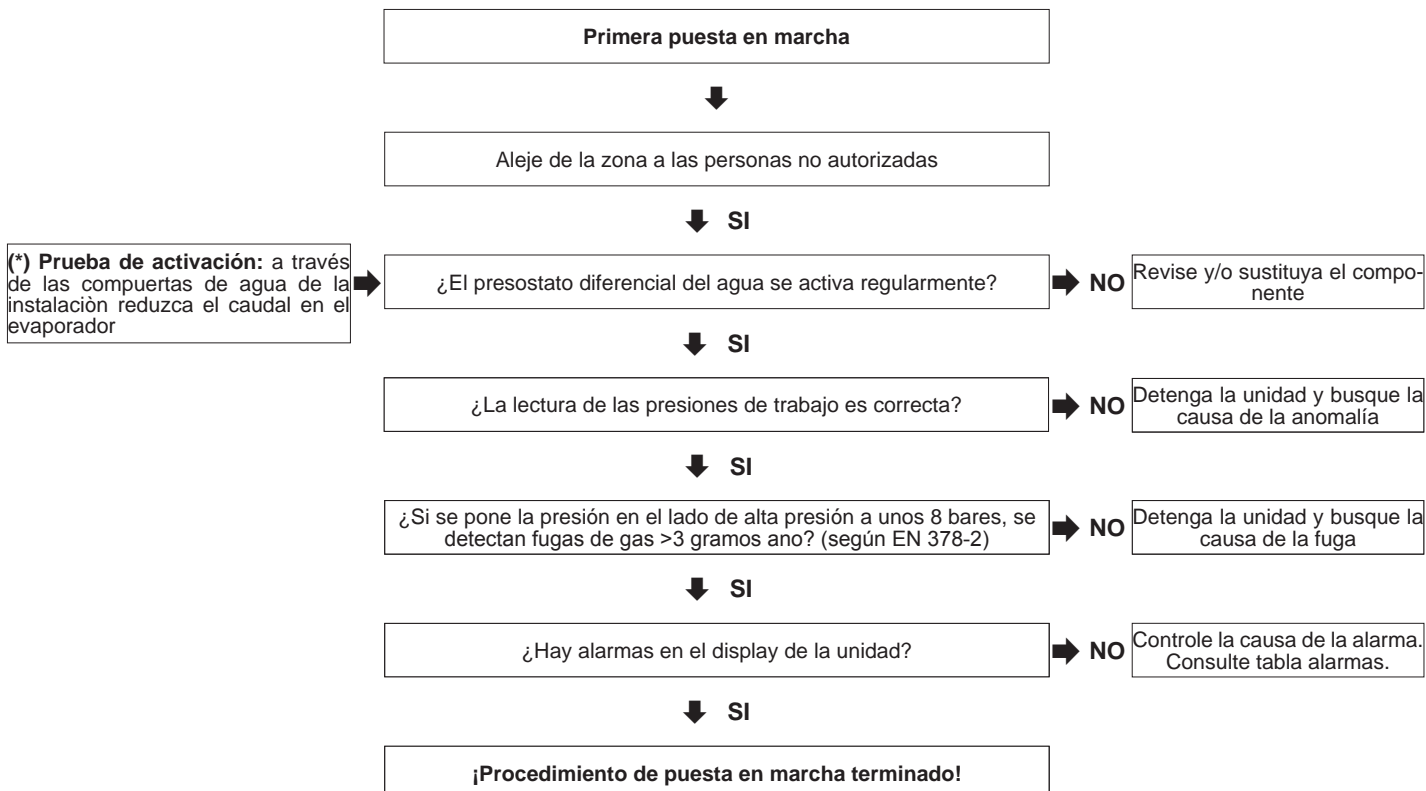 Primera puesta en marcha
Aleje de la zona a las personas no autorizadas
SI
(*) Prueba de activación: a través
de las compuertas de agua de la
instalaciòn reduzca el caudal en el
evaporador
¿El presostato diferencial del agua se activa regularmente?
NO
Revise y/o sustituya el compo-
nente
SI
¿La lectura de las presiones de trabajo es correcta?
NO
Detenga la unidad y busque la
causa de la anomalía
SI
¿Si se pone la presión en el lado de alta presión a unos 8 bares, se
detectan fugas de gas >3 gramos ano? (según EN 378-2)
NO
Detenga la unidad y busque la
causa de la fuga
SI
¿Hay alarmas en el display de la unidad?
NO
Controle la causa de la alarma.
Consulte tabla alarmas.
SI
¡Procedimiento de puesta en marcha terminado!